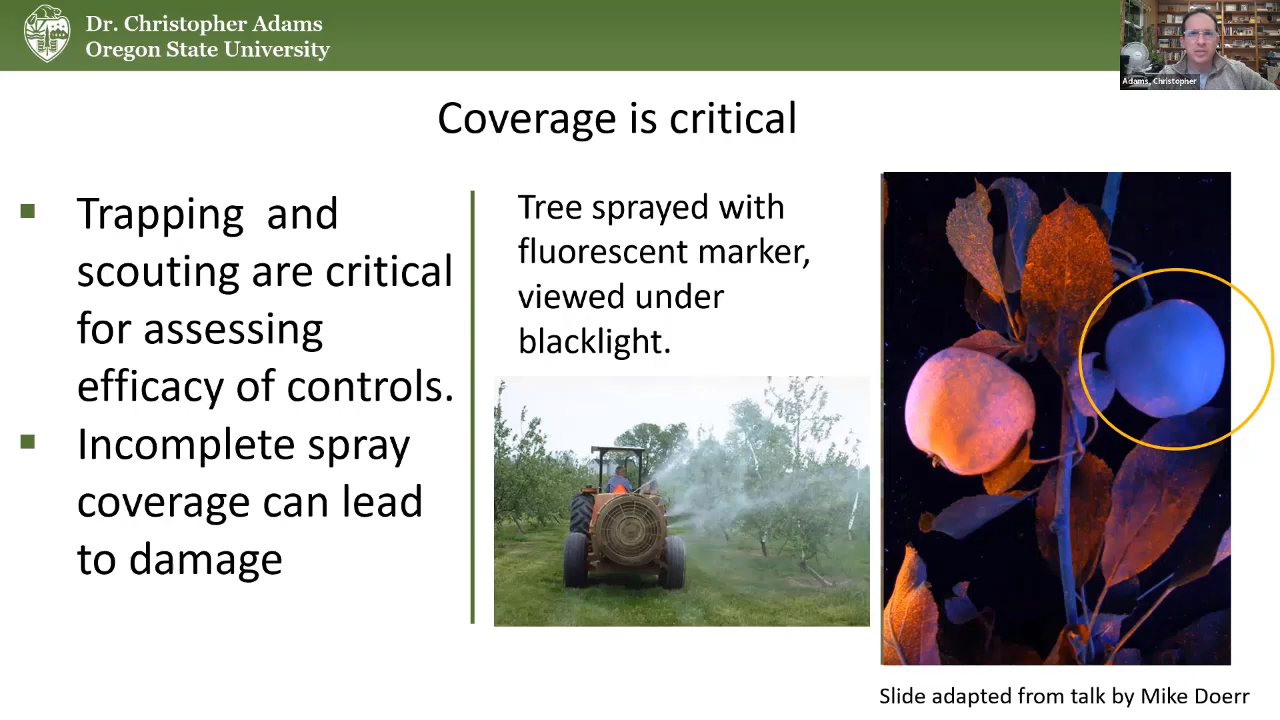 Dr. Christopher Adams
Oregon State University
Adams, Christopher
Coverage is critical
▪ Trapping and
scouting are critical
for assessing
efficacy of controls.
▪ Incomplete spray
coverage can lead
to damage
Tree sprayed with
fluorescent marker,
viewed under
blacklight.
Slide adapted from talk by Mike Doerr